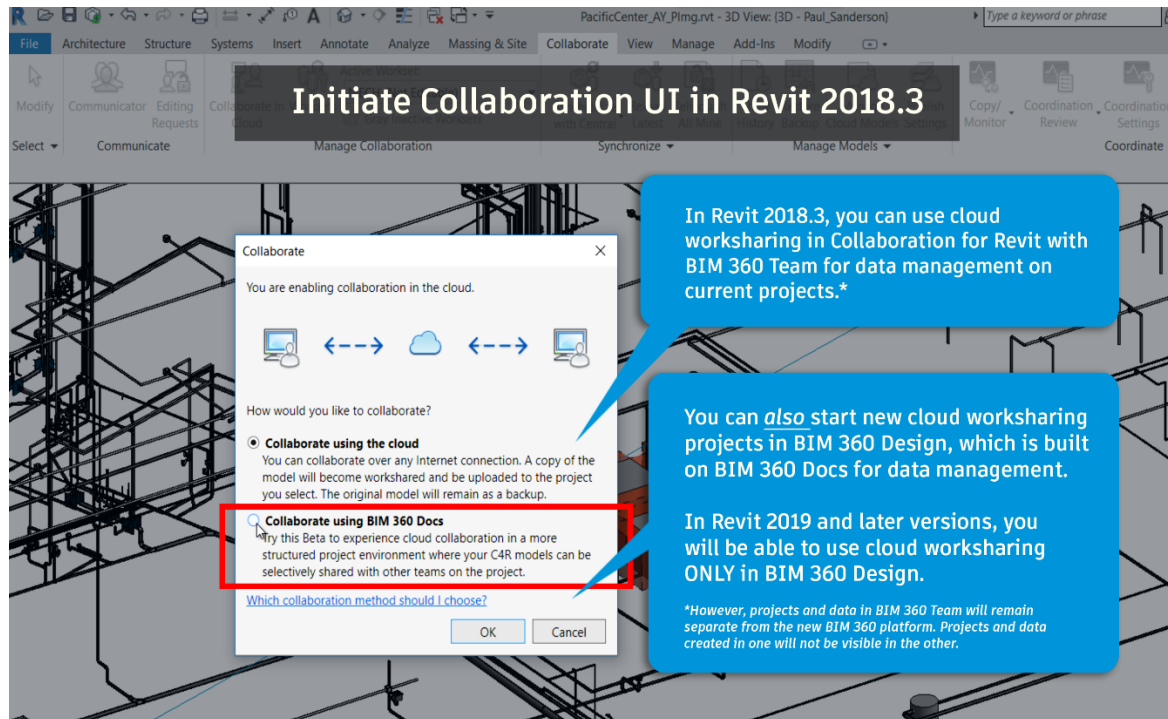 PacificCenter_AY_PImg.rvt - 3D View: {3D - Paul_Sanderson}
Type a keyword or phrase
File Architecture Structure Systems Insert Annotate Analyze Massing & Site Collaborate View Manage Add-Ins Modify
Initiate Collaboration UI in Revit 2018.3
Modify Communicator Editing Requests
Copy/ Monitor Coordination Review Coordination Settings
Select Communicate Manage Collaboration Synchronize Manage Models Coordinate
Collaborate
You are enabling collaboration in the cloud.
How would you like to collaborate?
Collaborate using the cloud
You can collaborate over any Internet connection. A copy of the
model will become workshared and be uploaded to the project
you select. The original model will remain as a backup.
Collaborate using BIM 360 Docs
Try this Beta to experience cloud collaboration in a more
structured project environment where your C4R models can be
selectively shared with other teams on the project.
Which collaboration method should I choose?
OK Cancel
In Revit 2018.3, you can use cloud
worksharing in Collaboration for Revit with
BIM 360 Team for data management on
current projects.*
You can also start new cloud worksharing
projects in BIM 360 Design, which is built
on BIM 360 Docs for data management.
In Revit 2019 and later versions, you
will be able to use cloud worksharing
ONLY in BIM 360 Design.
*However, projects and data in BIM 360 Team will remain
separate from the new BIM 360 platform. Projects and data
created in one will not be visible in the other.